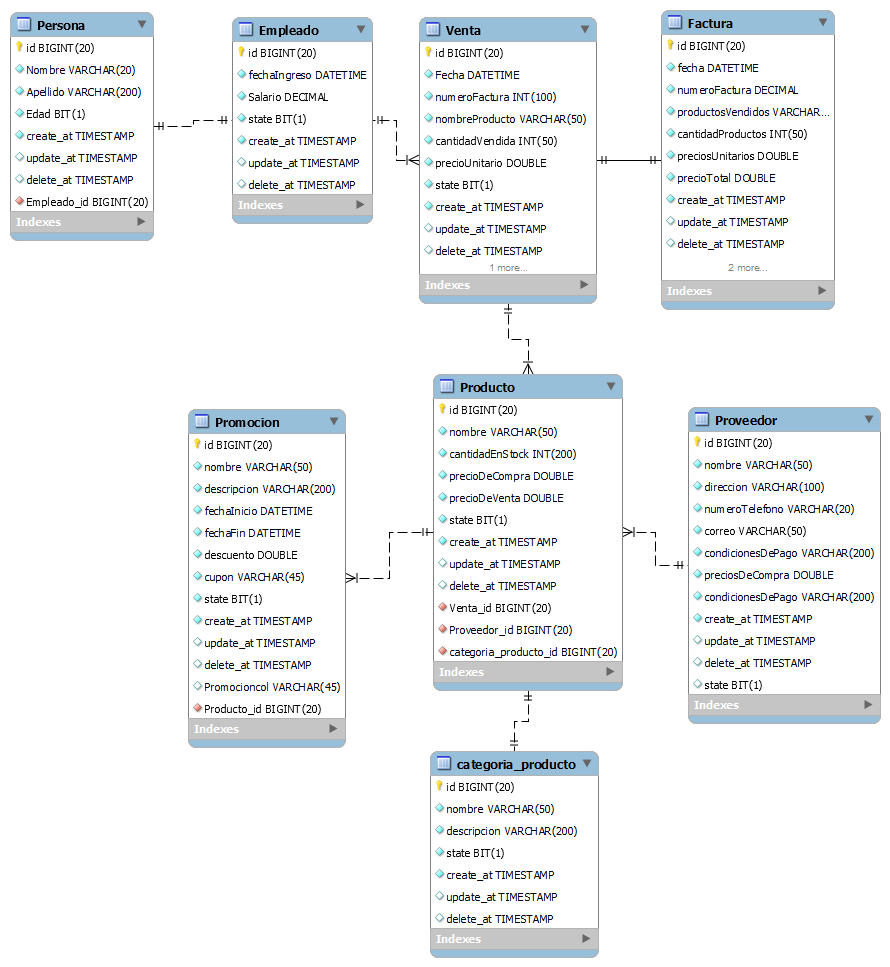 Persona
id BIGINT(20)
Nombre VARCHAR(20)
Apellido VARCHAR(200)
Edad BIT(1)
create_at TIMESTAMP
update_at TIMESTAMP
delete_at TIMESTAMP
Empleado_id BIGINT(20)
Indexes
Empleado
id BIGINT(20)
fechaIngreso DATETIME
Salario DECIMAL
state BIT(1)
create_at TIMESTAMP
update_at TIMESTAMP
delete_at TIMESTAMP
Indexes
Venta
id BIGINT(20)
Fecha DATETIME
numeroFactura INT(100)
nombreProducto VARCHAR(50)
cantidadVendida INT(50)
precioUnitario DOUBLE
state BIT(1)
create_at TIMESTAMP
update_at TIMESTAMP
delete_at TIMESTAMP
1 more...
Indexes
Factura
id BIGINT(20)
fecha DATETIME
numeroFactura DECIMAL
productosVendidos VARCHAR...
cantidadProductos INT(50)
preciosUnitarios DOUBLE
precioTotal DOUBLE
create_at TIMESTAMP
update_at TIMESTAMP
delete_at TIMESTAMP
2 more...
Indexes
Promocion
id BIGINT(20)
nombre VARCHAR(50)
descripcion VARCHAR(200)
fechaInicio DATETIME
fechaFin DATETIME
descuento DOUBLE
cupon VARCHAR(45)
state BIT(1)
create_at TIMESTAMP
update_at TIMESTAMP
delete_at TIMESTAMP
Promocioncol VARCHAR(45)
Producto_id BIGINT(20)
Indexes
Producto
id BIGINT(20)
nombre VARCHAR(50)
cantidadEnStock INT(200)
precioDeCompra DOUBLE
precioDeVenta DOUBLE
state BIT(1)
create_at TIMESTAMP
update_at TIMESTAMP
delete_at TIMESTAMP
Venta_id BIGINT(20)
Proveedor_id BIGINT(20)
categoria_producto_id BIGINT(20)
Indexes
Proveedor
id BIGINT(20)
nombre VARCHAR(50)
direccion VARCHAR(100)
numeroTelefono VARCHAR(20)
correo VARCHAR(50)
condicionesDePago VARCHAR(200)
preciosDeCompra DOUBLE
condicionesDePago VARCHAR(200)
create_at TIMESTAMP
update_at TIMESTAMP
delete_at TIMESTAMP
state BIT(1)
Indexes
categoria_producto
id BIGINT(20)
nombre VARCHAR(50)
descripcion VARCHAR(200)
state BIT(1)
create_at TIMESTAMP
update_at TIMESTAMP
delete_at TIMESTAMP
Indexes